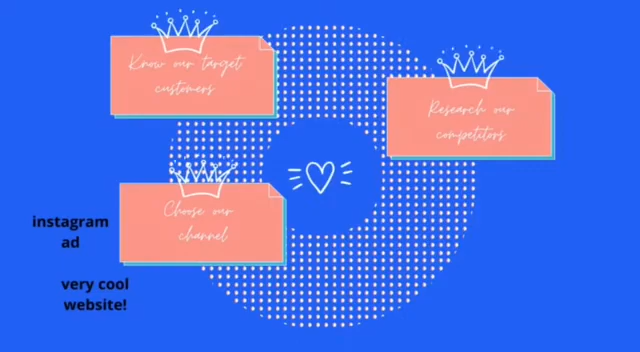 Know our target
customers
Research our
competitors
Choose our
channel
instagram
ad
very cool
website!